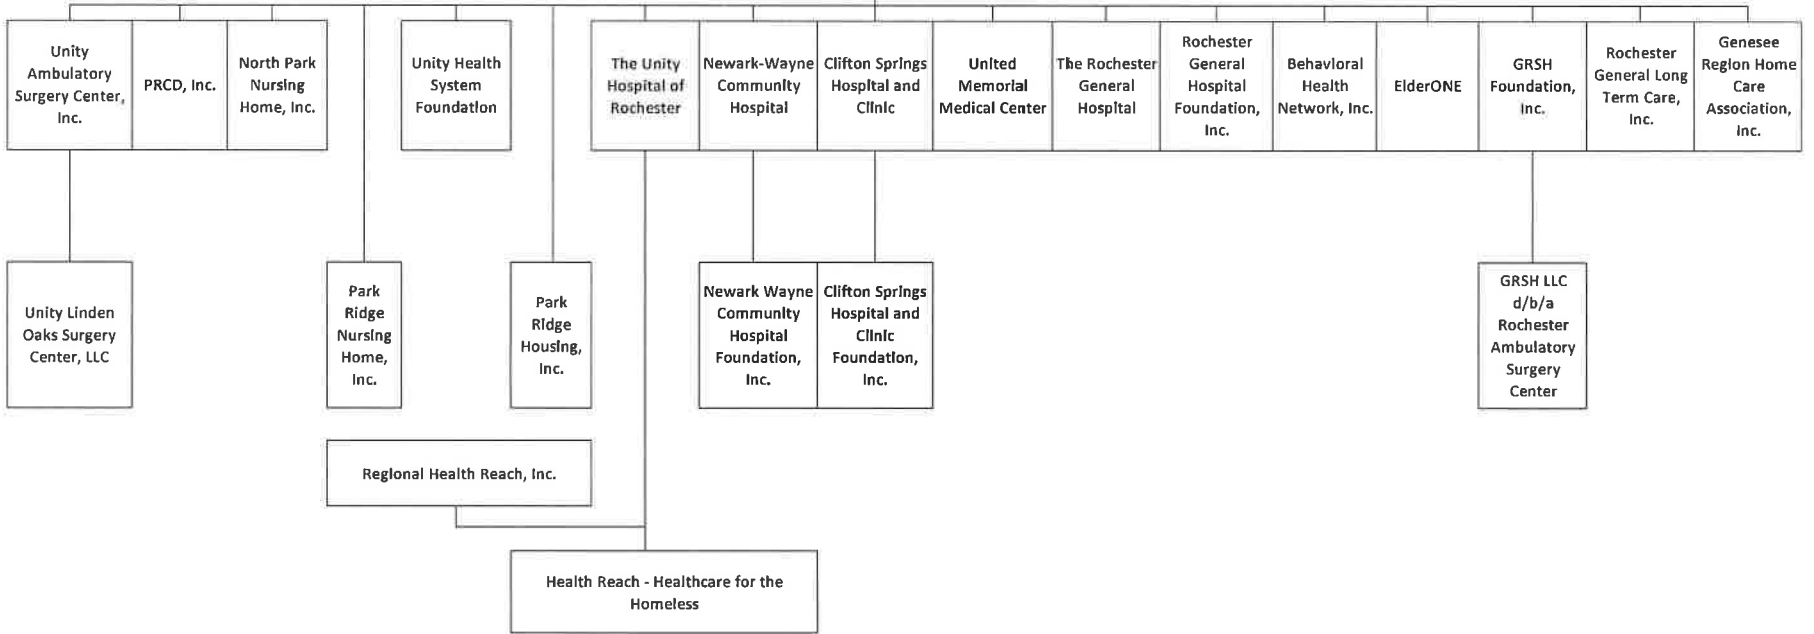 Unity
Ambulatory
Surgery Center,
Inc.
PRCD, Inc.
North Park
Nursing
Home, Inc.
Unity Health
System
Foundation
The Unity
Hospital of
Rochester
Newark-Wayne
Community
Hospital
Clifton Springs
Hospital and
Clinic
United
Memorial
Medical Center
The Rochester
General
Hospital
Rochester
General
Hospital
Foundation,
Inc.
Behavioral
Health
Network, Inc.
ElderONE
GRSH
Foundation,
Inc.
Rochester
General Long
Term Care,
Inc.
Genesee
Region Home
Care
Association,
Inc.
Unity Linden
Oaks Surgery
Center, LLC
Park
Ridge
Nursing
Home,
Inc.
Park
Ridge
Housing,
Inc.
Newark Wayne
Community
Hospital
Foundation,
Inc.
Clifton Springs
Hospital and
Clinic
Foundation,
Inc.
GRSH LLC
d/b/a
Rochester
Ambulatory
Surgery
Center
Regional Health Reach, Inc.
Health Reach - Healthcare for the
Homeless